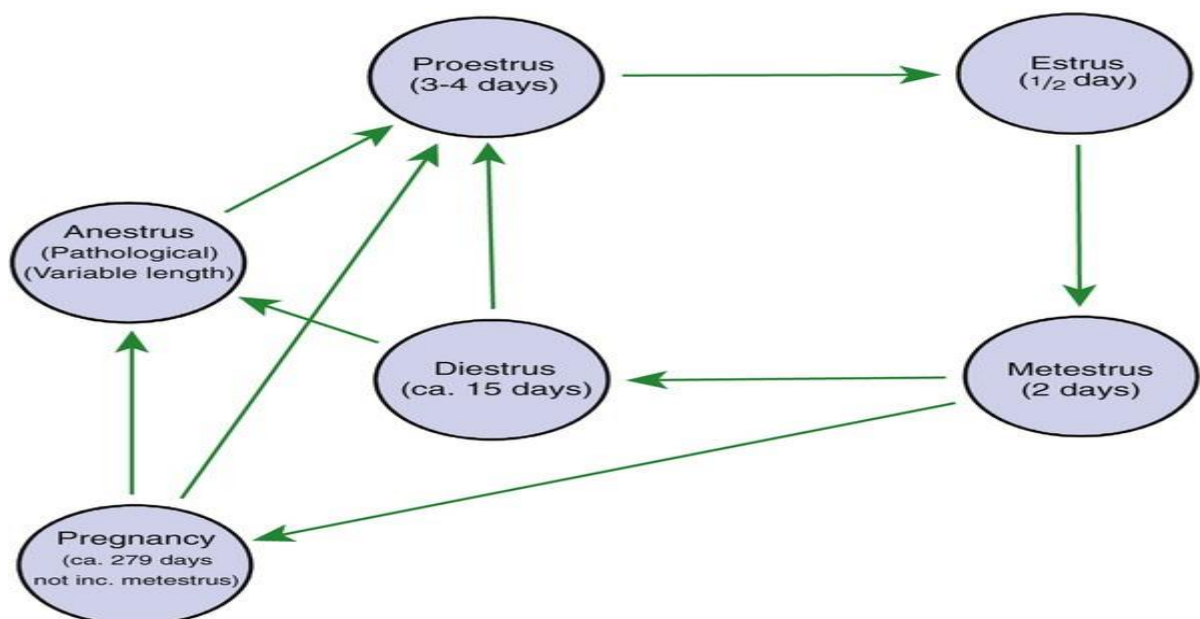 Proestrus
(3-4 days)
Estrus
(1/2 day)
Anestrus
(Pathological)
(Variable length)
Diestrus
(ca. 15 days)
Metestrus
(2 days)
Pregnancy
(ca. 279 days
not inc. metestrus)